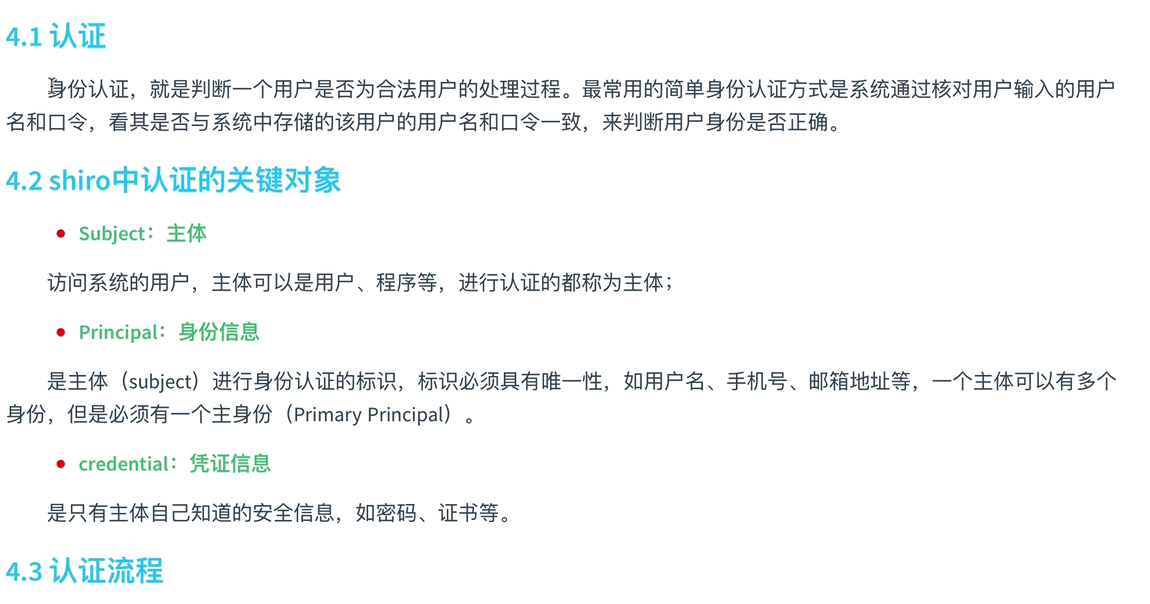 4.1 认证
身份认证，就是判断一个用户是否为合法用户的处理过程。最常用的简单身份认证方式是系统通过核对用户输入的用户
名和口令，看其是否与系统中存储的该用户的用户名和口令一致，来判断用户身份是否正确。
4.2 shiro中认证的关键对象
Subject：主体
访问系统的用户，主体可以是用户、程序等，进行认证的都称为主体；
Principal：身份信息
是主体（subject）进行身份认证的标识，标识必须具有唯一性，如用户名、手机号、邮箱地址等，一个主体可以有多个
身份，但是必须有一个主身份（Primary Principal）。
credential：凭证信息
是只有主体自己知道的安全信息，如密码、证书等。
4.3 认证流程